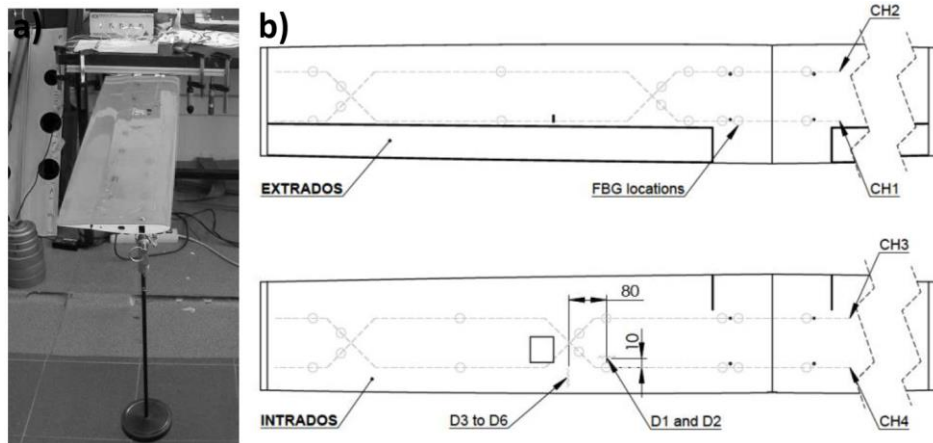 a)
b)
CH2
EXTRADOS
FBG locations
CH1
CH3
80
10
INTRADOS
D3 to D6
D1 and D2
CH4